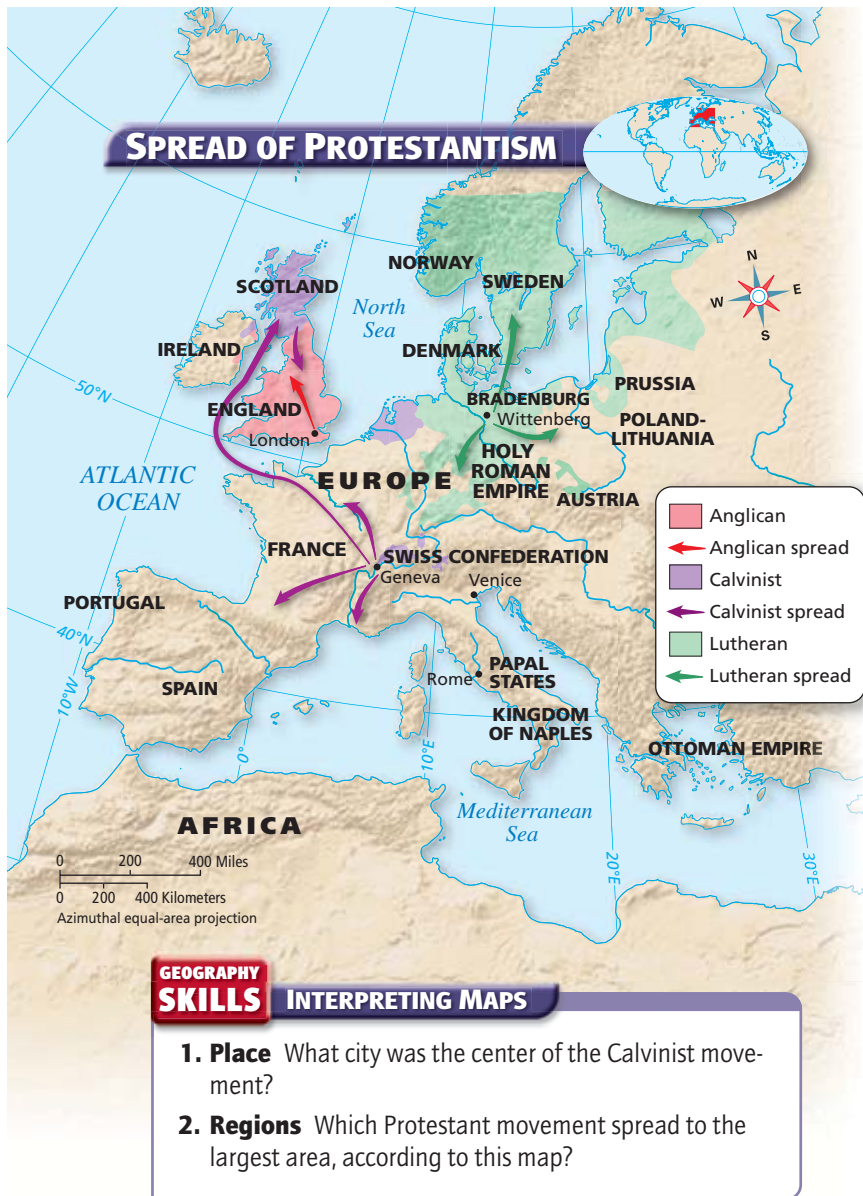 SPREAD OF PROTESTANTISM
N
W
E
S
NORWAY
SWEDEN
SCOTLAND
North
Sea
IRELAND
DENMARK
50°N
PRUSSIA
BRADENBURG
Wittenberg
ENGLAND
London
POLAND-
LITHUANIA
HOLY
ROMAN
EMPIRE
ATLANTIC
OCEAN
EUROPE
AUSTRIA
FRANCE
SWISS CONFEDERATION
Geneva
Venice
PORTUGAL
40°N
10°W
SPAIN
Rome
PAPAL
STATES
KINGDOM
OF NAPLES
OTTOMAN EMPIRE
0°
10°E
Mediterranean
Sea
20°E
30°E
AFRICA
Anglican
Anglican spread
Calvinist
Calvinist spread
Lutheran
Lutheran spread
0 200 400 Miles
0 200 400 Kilometers
Azimuthal equal-area projection
GEOGRAPHY
SKILLS INTERPRETING MAPS
1. Place What city was the center of the Calvinist move-
ment?
2. Regions Which Protestant movement spread to the
largest area, according to this map?